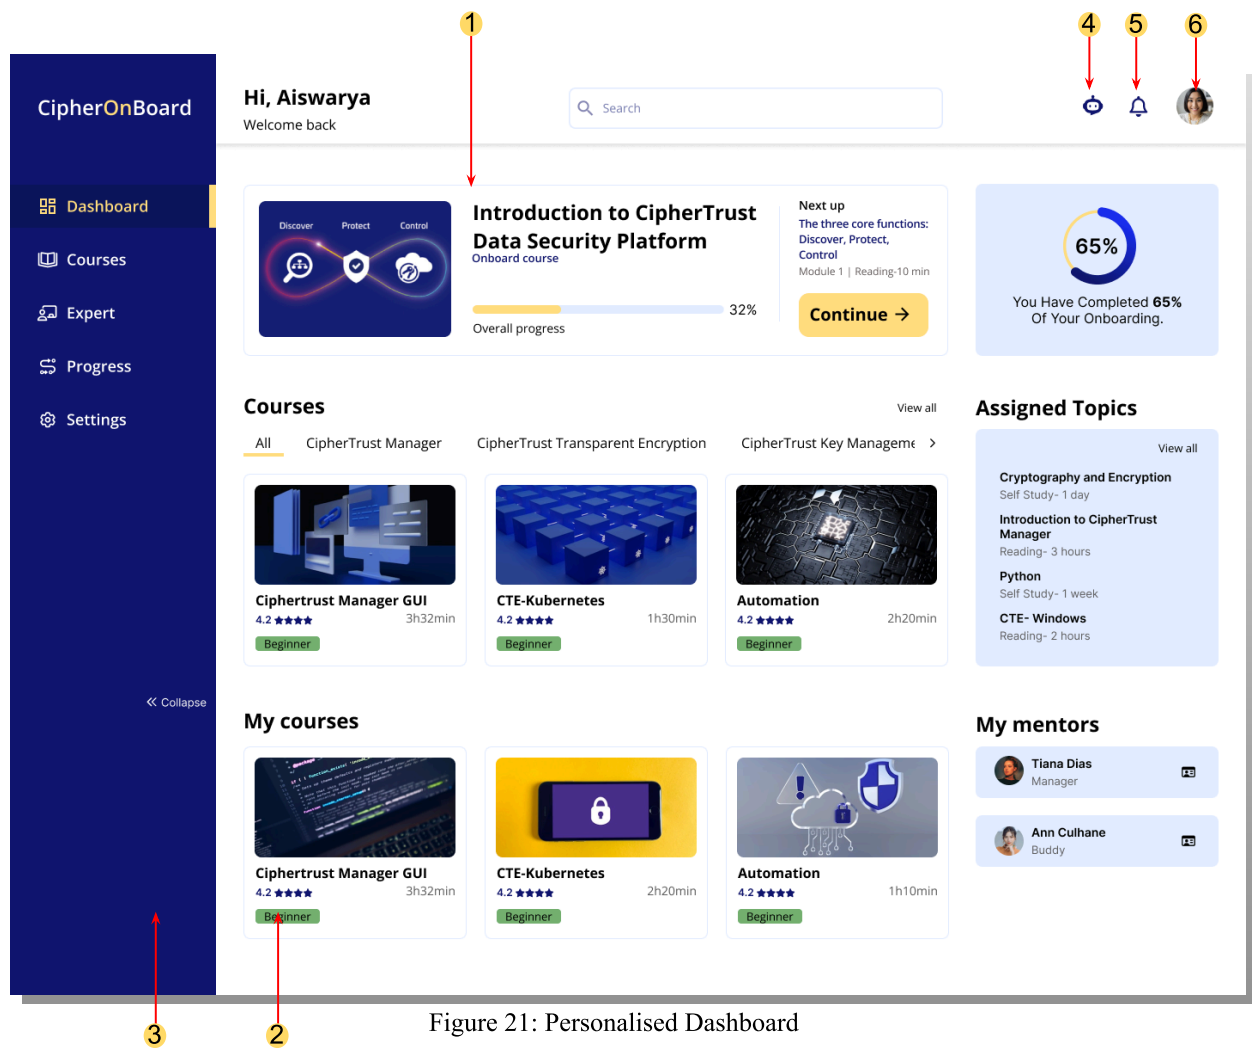 1
4
5
6
CipherOnBoard
Hi, Aiswarya
Welcome back
Search
Dashboard
Courses
Expert
Progress
Settings
Collapse
Discover Protect Control
Introduction to CipherTrust
Data Security Platform
Onboard course
32%
Overall progress
Next up
The three core functions:
Discover, Protect,
Control
Module 1 | Reading-10 min
Continue
65%
You Have Completed 65%
Of Your Onboarding.
Courses
View all
All CipherTrust Manager CipherTrust Transparent Encryption CipherTrust Key Manageme
Ciphertrust Manager GUI
4.2
3h32min
Beginner
CTE-Kubernetes
4.2
1h30min
Beginner
Automation
4.2
2h20min
Beginner
Assigned Topics
View all
Cryptography and Encryption
Self Study- 1 day
Introduction to CipherTrust
Manager
Reading- 3 hours
Python
Self Study- 1 week
CTE- Windows
Reading- 2 hours
My courses
Ciphertrust Manager GUI
4.2
3h32min
Beginner
CTE-Kubernetes
4.2
2h20min
Beginner
Automation
4.2
1h10min
Beginner
My mentors
Tiana Dias
Manager
Ann Culhane
Buddy
3
2
Figure 21: Personalised Dashboard